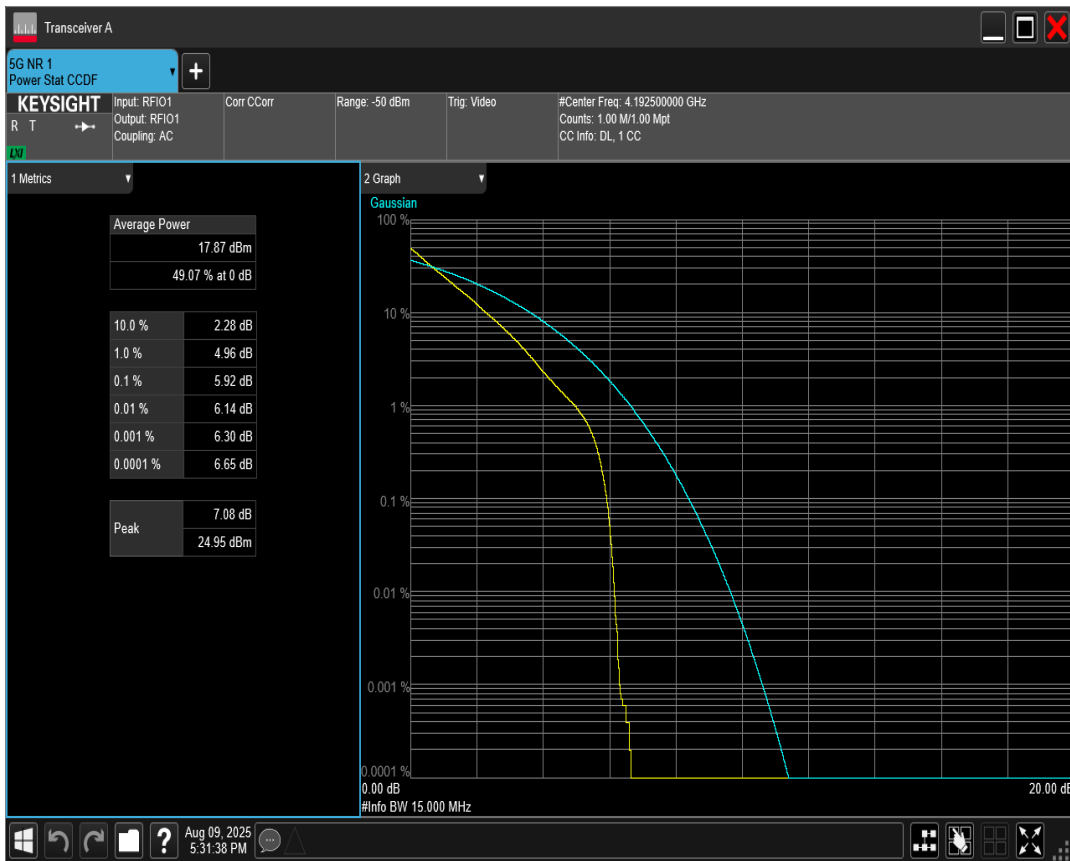 Transceiver A
5G NR 1
Power Stat CCDF
+
KEYSIGHT
R T
LXI
Input: RFIO1
Output: RFIO1
Coupling: AC
Corr CCorr
Range: -50 dBm
Trig: Video
#Center Freq: 4.192500000 GHz
Counts: 1.00 M/1.00 Mpt
CC Info: DL, 1 CC
1 Metrics
Average Power
17.87 dBm
49.07 % at 0 dB
10.0 % 2.28 dB
1.0 % 4.96 dB
0.1 % 5.92 dB
0.01 % 6.14 dB
0.001 % 6.30 dB
0.0001 % 6.65 dB
Peak
7.08 dB
24.95 dBm
2 Graph
Gaussian
100 %
10 %
1 %
0.1 %
0.01 %
0.001 %
0.0001 %
0.00 dB
20.00 dB
#Info BW 15.000 MHz
?
Aug 09, 2025
5:31:38 PM